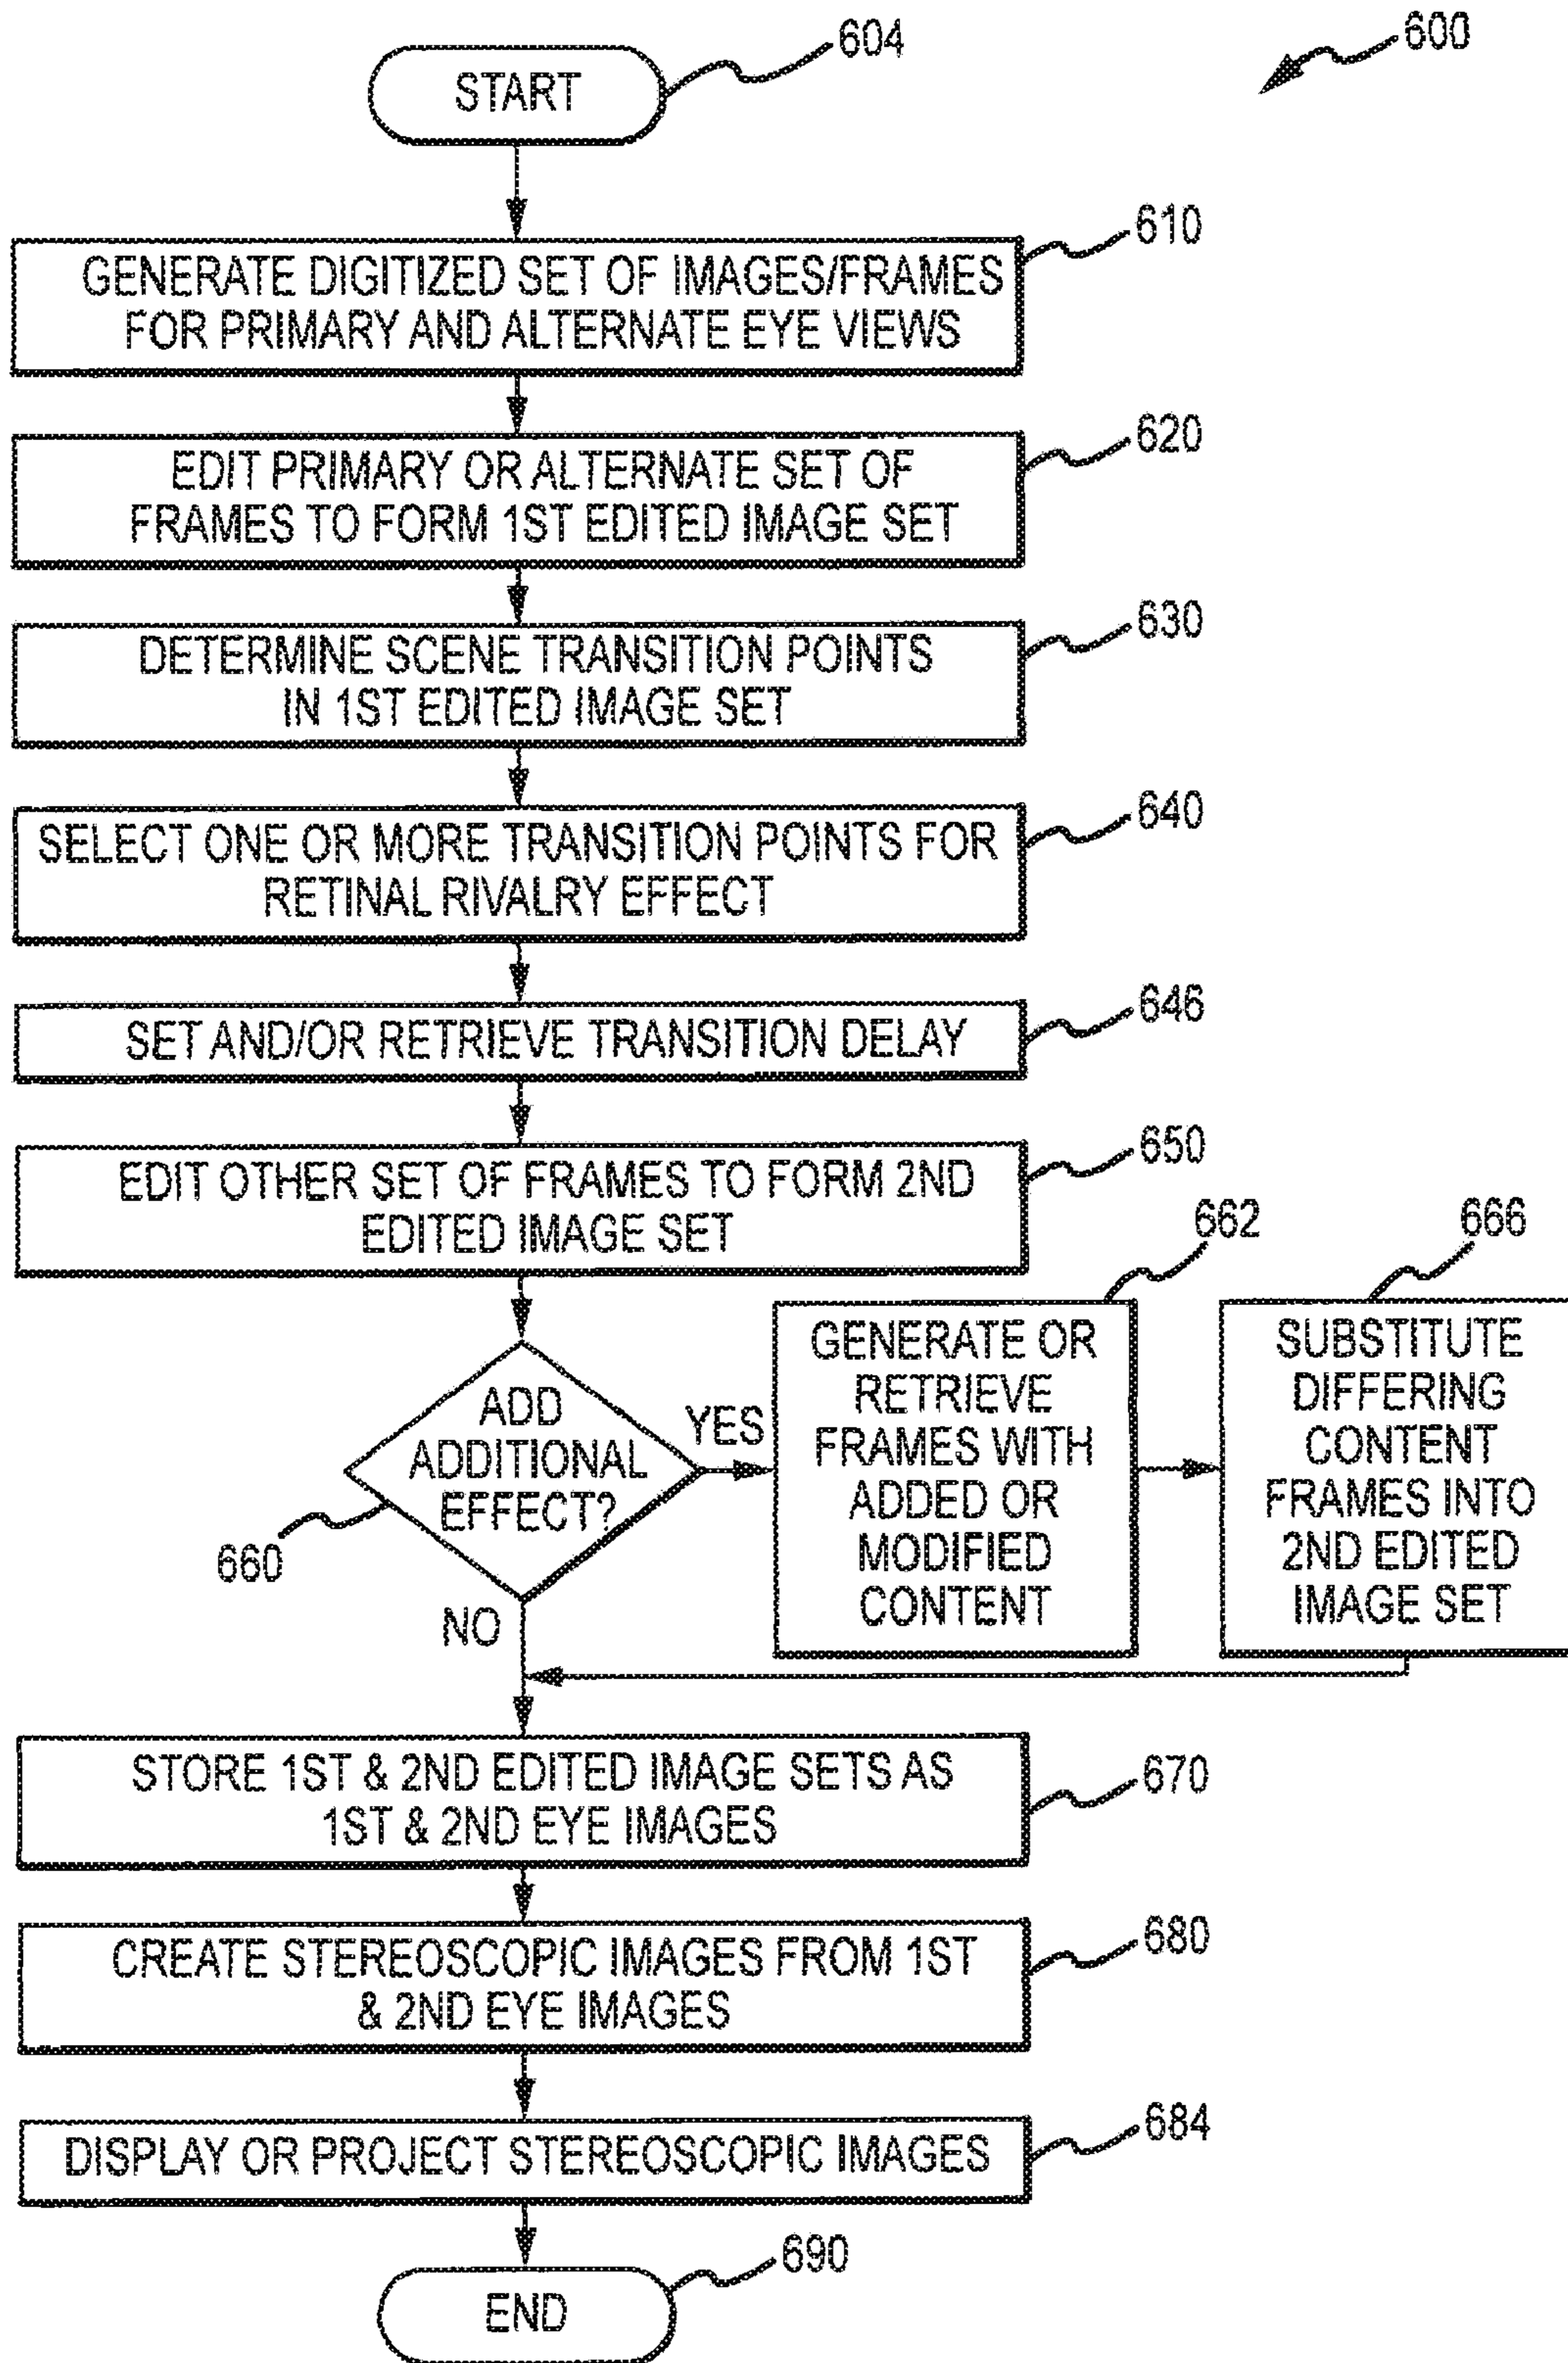 604
600
START
610
GENERATE DIGITIZED SET OF IMAGES/FRAMES
FOR PRIMARY AND ALTERNATE EYE VIEWS
620
EDIT PRIMARY OR ALTERNATE SET OF
FRAMES TO FORM 1ST EDITED IMAGE SET
630
DETERMINE SCENE TRANSITION POINTS
IN 1ST EDITED IMAGE SET
640
SELECT ONE OR MORE TRANSITION POINTS FOR
RETINAL RIVALRY EFFECT
646
SET AND/OR RETRIEVE TRANSITION DELAY
650
EDIT OTHER SET OF FRAMES TO FORM 2ND
EDITED IMAGE SET
660
ADD
ADDITIONAL
EFFECT?
YES
NO
662
GENERATE OR
RETRIEVE
FRAMES WITH
ADDED OR
MODIFIED
CONTENT
666
SUBSTITUTE
DIFFERING
CONTENT
FRAMES INTO
2ND EDITED
IMAGE SET
670
STORE 1ST & 2ND EDITED IMAGE SETS AS
1ST & 2ND EYE IMAGES
680
CREATE STEREOSCOPIC IMAGES FROM 1ST
& 2ND EYE IMAGES
684
DISPLAY OR PROJECT STEREOSCOPIC IMAGES
690
END